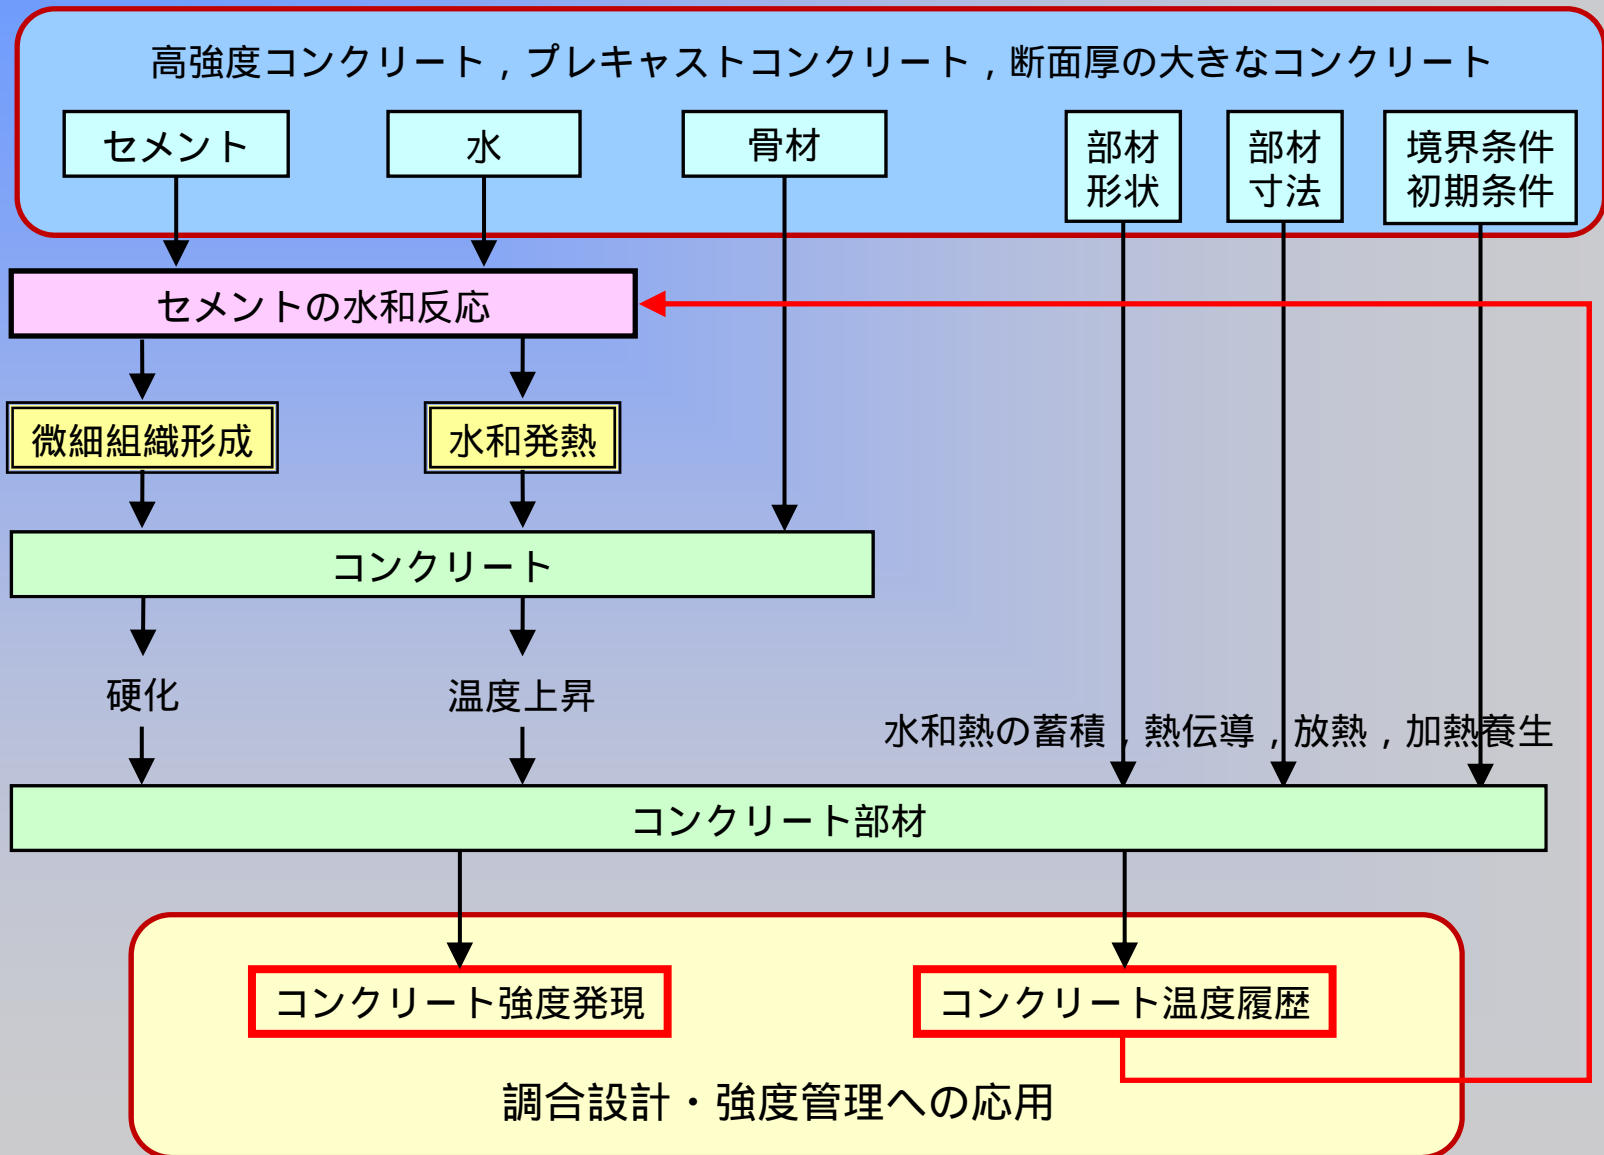 高強度コンクリート，プレキャストコンクリート，断面厚の大きなコンクリート
セメント
水
骨材
部材
形状
部材
寸法
境界条件
初期条件
セメントの水和反応
微細組織形成
水和発熱
コンクリート
硬化
温度上昇
水和熱の蓄積，熱伝導，放熱，加熱養生
コンクリート部材
コンクリート強度発現
コンクリート温度履歴
調合設計・強度管理への応用